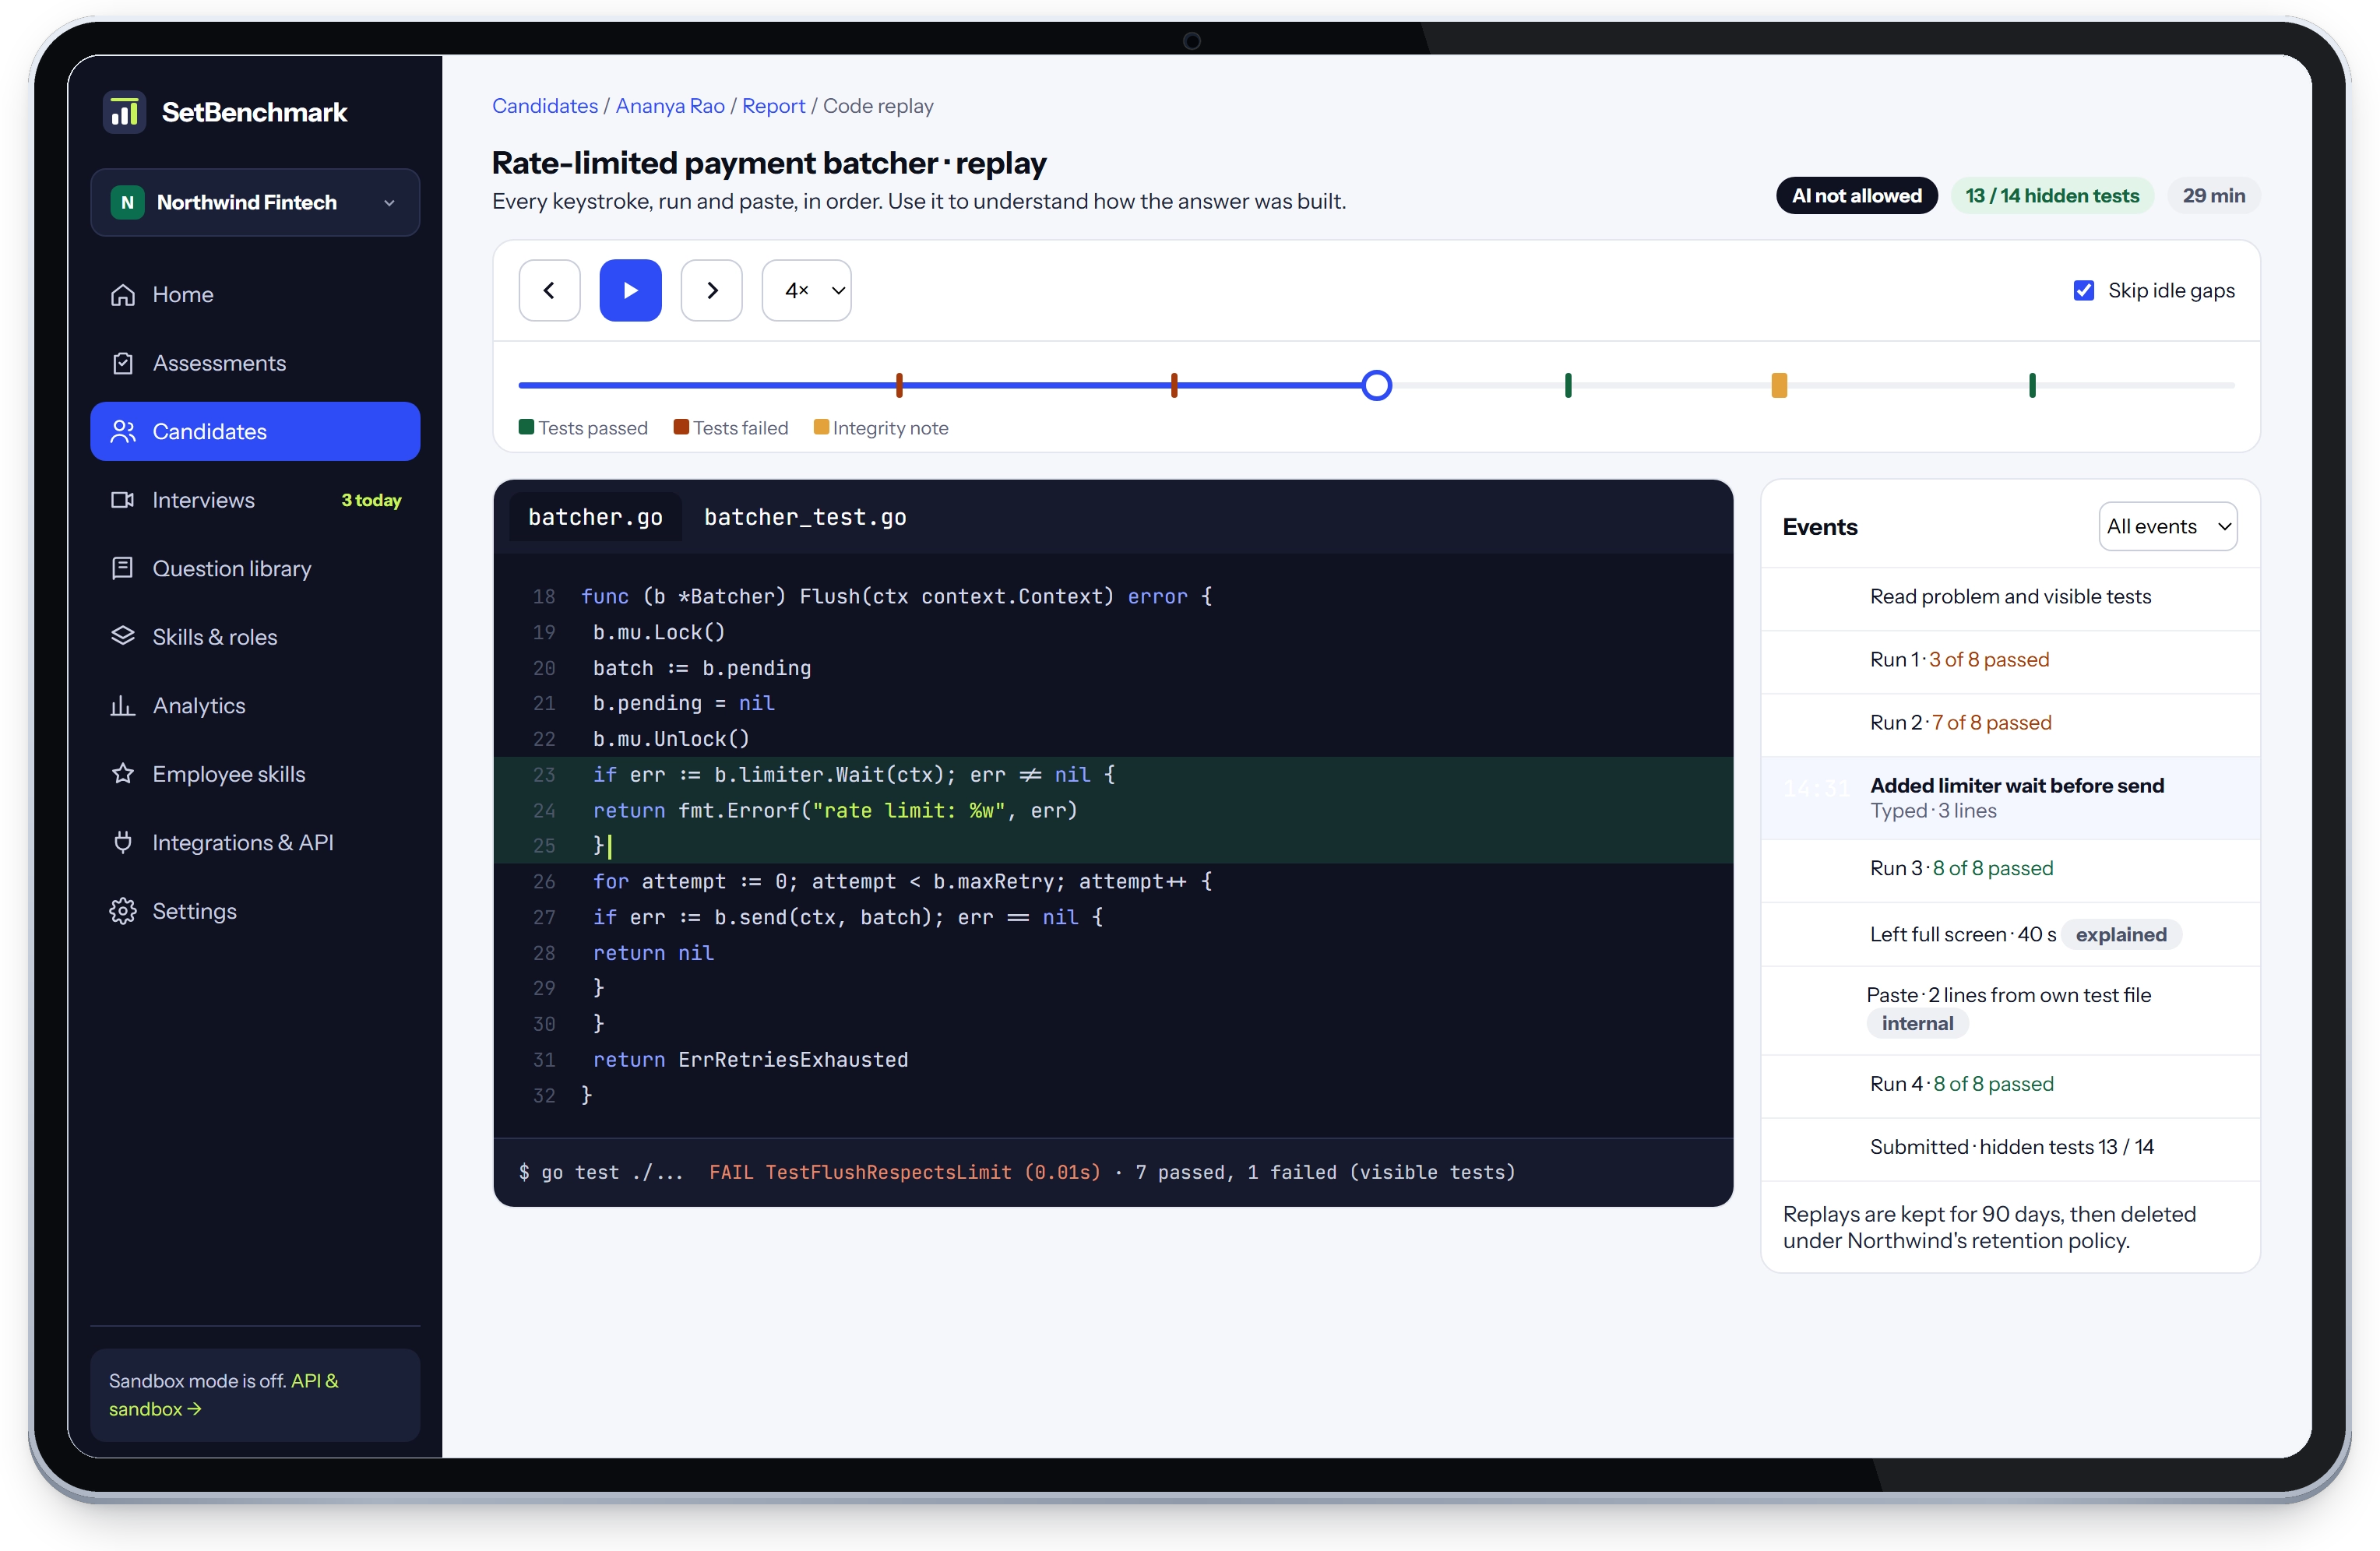 SetBenchmark
N Northwind Fintech
Home
Assessments
Candidates
Interviews 3 today
Question library
Skills & roles
Analytics
Employee skills
Integrations & API
Settings
Sandbox mode is off. API &
sandbox →
Candidates / Ananya Rao / Report / Code replay
Rate-limited payment batcher · replay
Every keystroke, run and paste, in order. Use it to understand how the answer was built.
AI not allowed 13 / 14 hidden tests 29 min
4× Skip idle gaps
Tests passed Tests failed Integrity note
batcher.go batcher_test.go
18 func (b *Batcher) Flush(ctx context.Context) error {
19 b.mu.Lock()
20 batch := b.pending
21 b.pending = nil
22 b.mu.Unlock()
23 if err := b.limiter.Wait(ctx); err != nil {
24 return fmt.Errorf("rate limit: %w", err)
25 }
26 for attempt := 0; attempt < b.maxRetry; attempt++ {
27 if err := b.send(ctx, batch); err == nil {
28 return nil
29 }
30 }
31 return ErrRetriesExhausted
32 }
$ go test ./... FAIL TestFlushRespectsLimit (0.01s) · 7 passed, 1 failed (visible tests)
Events All events
Read problem and visible tests
Run 1 · 3 of 8 passed
Run 2 · 7 of 8 passed
14:31 Added limiter wait before send
Typed · 3 lines
Run 3 · 8 of 8 passed
Left full screen · 40 s explained
Paste · 2 lines from own test file
internal
Run 4 · 8 of 8 passed
Submitted · hidden tests 13 / 14
Replays are kept for 90 days, then deleted
under Northwind's retention policy.